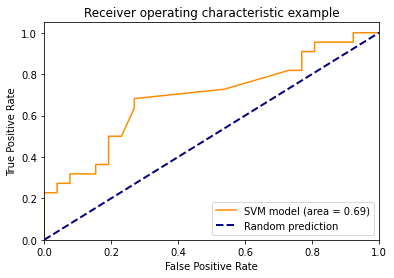 Receiver operating characteristic example
True Positive Rate
1.0
0.8
0.6
0.4
0.2
0.0
SVM model (area = 0.69)
Random prediction
0.0 0.2 0.4 0.6 0.8 1.0
False Positive Rate